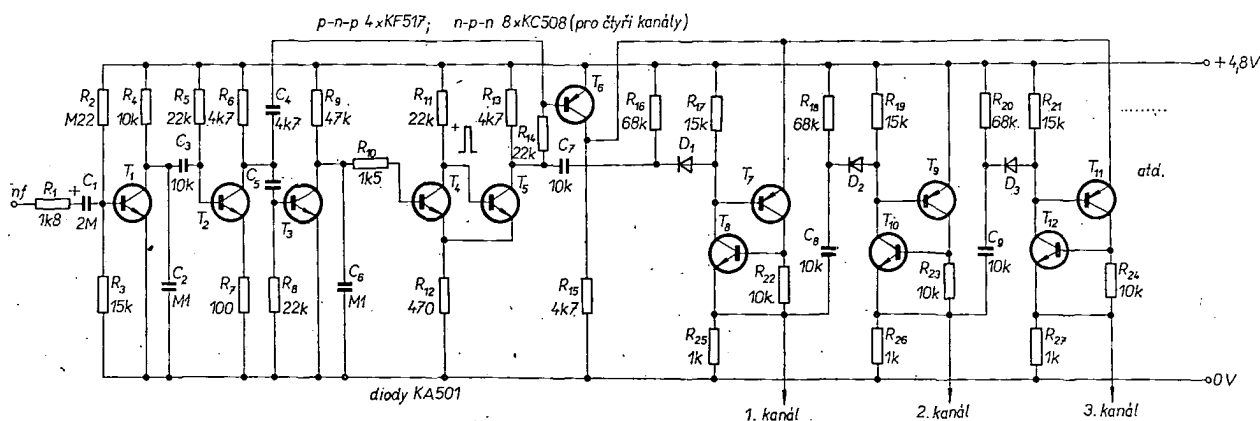 p-n-p 4xKF517; n-p-n 8xKC508 (pro čtyři kanály)
+4,8V
nf
R1
1k8
C1
2M
+
R2
M22
R3
15k
R4
10k
T1
C2
M1
C3
10k
R5
22k
R6
4k7
T2
R7
100
C4
4k7
C5
R8
22k
T3
R9
47k
R10
1k5
C6
M1
R11
22k
+
T4
R12
470
R13
4k7
T5
R14
22k
T6
C7
10k
R15
4k7
R16
68k
R17
15k
D1
T7
T8
R22
10k
R25
1k
C8
10k
R18
68k
R19
15k
D2
T9
T10
R23
10k
R26
1k
C9
10k
R20
68k
R21
15k
D3
T11
T12
R24
10k
R27
1k
........
atd.
0V
diody KA501
1. kanál
2. kanál
3. kanál